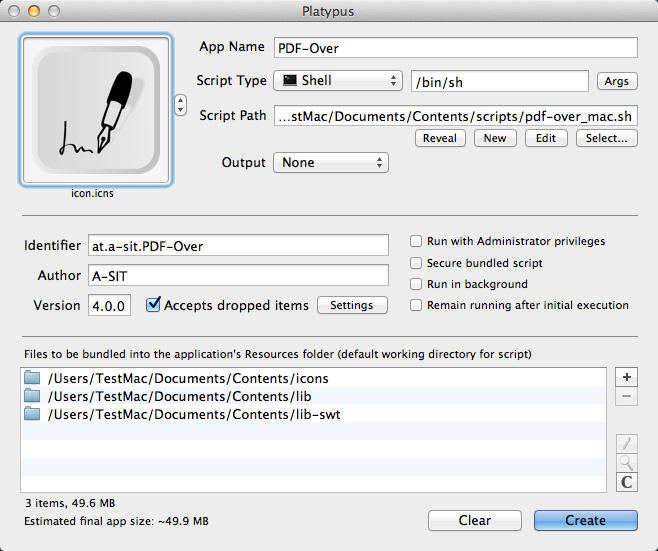 Platypus
App Name PDF-Over
Script Type Shell /bin/sh Args
Script Path ...stMac/Documents/Contents/scripts/pdf-over_mac.sh
Reveal New Edit Select...
Output None
icon.icns
Identifier at.a-sit.PDF-Over
Run with Administrator privileges
Secure bundled script
Author A-SIT
Run in background
Version 4.0.0 Accepts dropped items Settings
Remain running after initial execution
Files to be bundled into the application's Resources folder (default working directory for script)
/Users/TestMac/Documents/Contents/icons
/Users/TestMac/Documents/Contents/lib
/Users/TestMac/Documents/Contents/lib-swt
+
−
C
3 items, 49.6 MB
Estimated final app size: ~49.9 MB
Clear Create